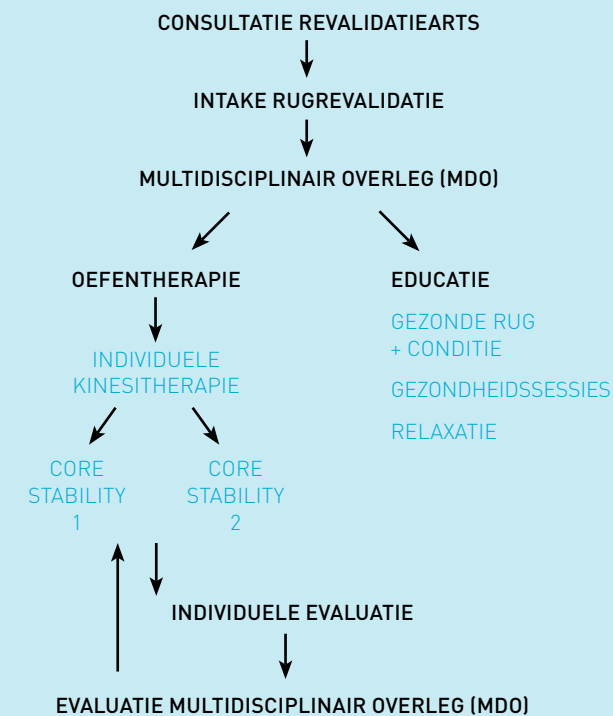 CONSULTATIE REVALIDATIEARTS
INTAKE RUGREVALIDATIE
MULTIDISCIPLINAIR OVERLEG (MDO)
OEFENTHERAPIE
INDIVIDUELE
KINESITHERAPIE
CORE
STABILITY
1
CORE
STABILITY
2
EDUCATIE
GEZONDE RUG
+ CONDITIE
GEZONDHEIDSSESSIES
RELAXATIE
INDIVIDUELE EVALUATIE
EVALUATIE MULTIDISCIPLINAIR OVERLEG (MDO)